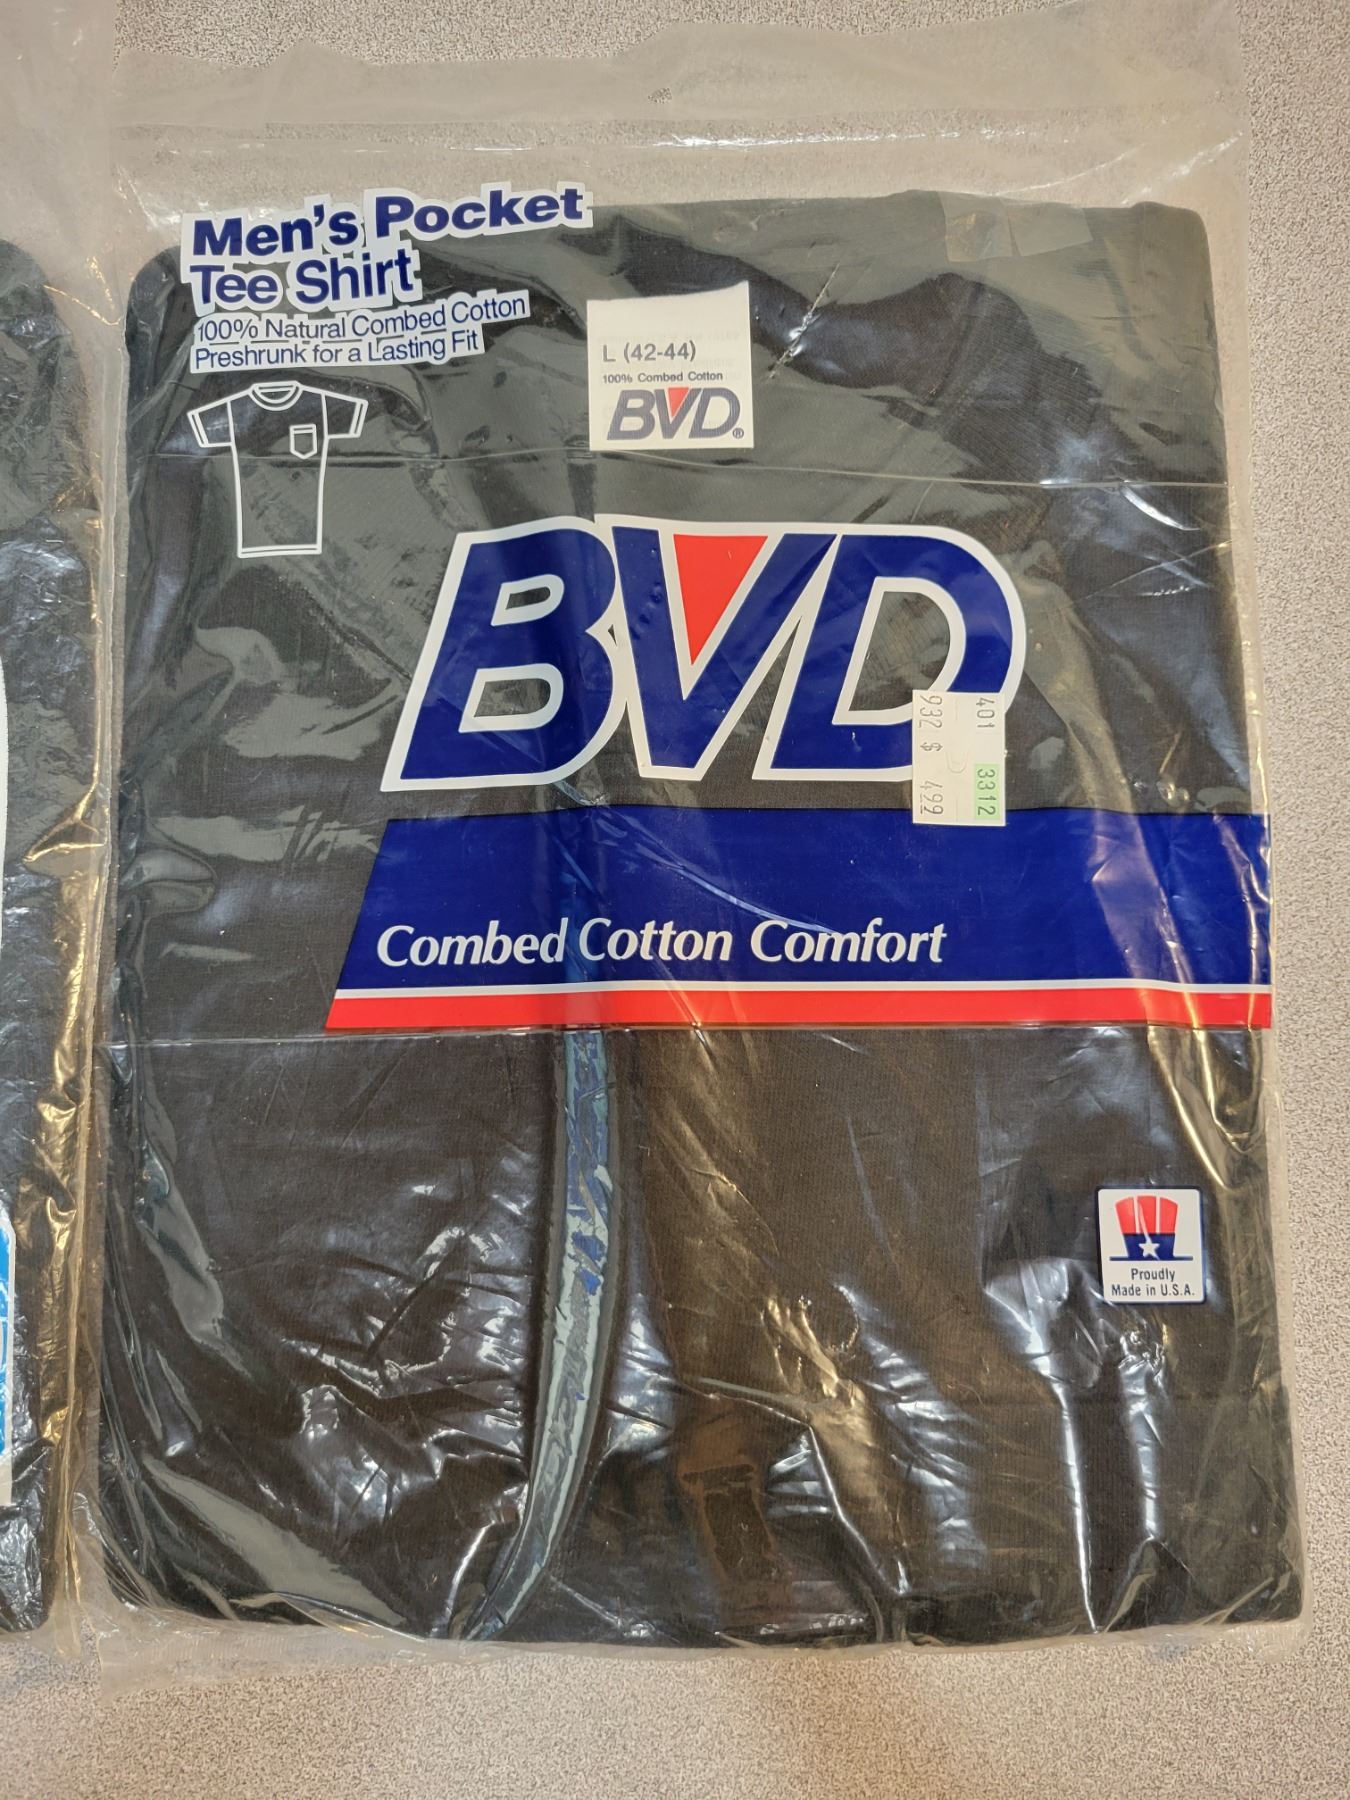 Men's Pocket
Tee Shirt
100% Natural Combed Cotton
Preshrunk for a Lasting Fit
L (42-44)
100% Combed Cotton
BVD®
BVD
401 3312
932 $ 499
Combed Cotton Comfort
Proudly
Made in U.S.A.